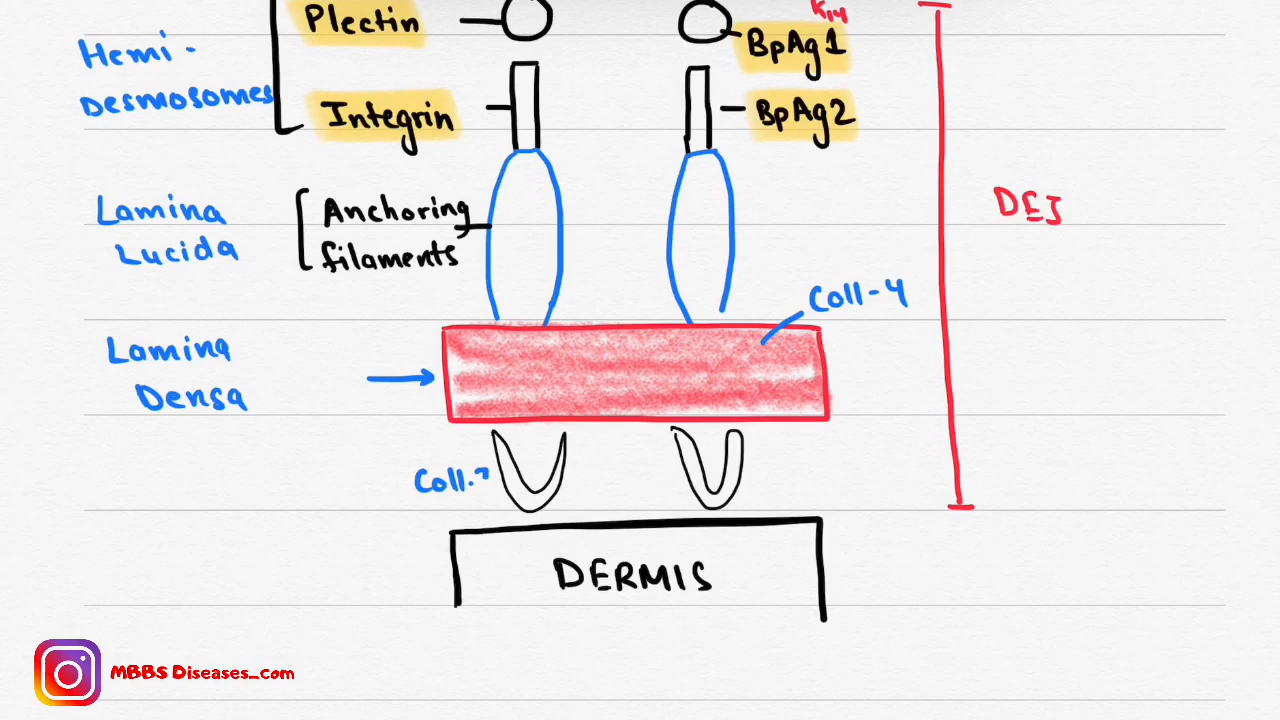 Plectin
K14
BpAg1
Hemi-
Desmosomes
Integrin
BpAg2
Lamina
Lucida
Anchoring
filaments
DEJ
Coll-4
Lamina
Densa
Coll.7
DERMIS
MBBS Diseases_com